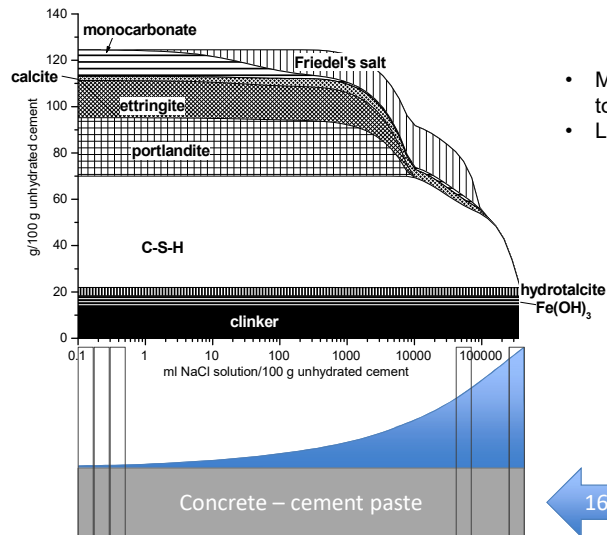 140
120
100
80
60
40
20
0
g/100 g unhydrated cement
monocarbonate
Friedel's salt
calcite
ettringite
portlandite
C-S-H
hydrotalcite
Fe(OH)3
clinker
0.1 1 10 100 1000 10000 100000
ml NaCl solution/100 g unhydrated cement
• M
to
• L
Concrete – cement paste
16